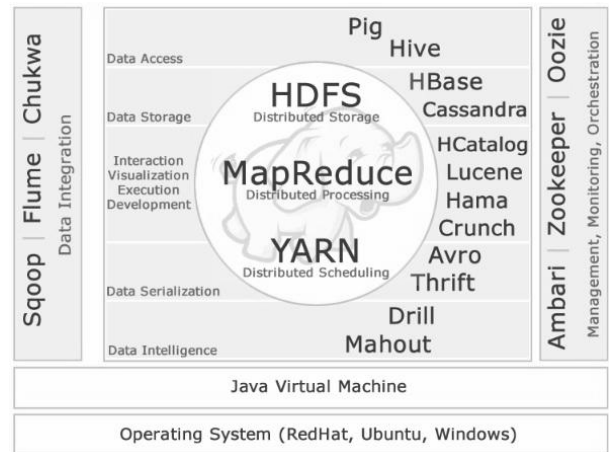 Sqoop | Flume | Chukwa
Data Integration
Pig
Hive
Data Access
HDFS
Distributed Storage
HBase
Cassandra
Data Storage
Interaction
Visualization
Execution
Development
MapReduce
Distributed Processing
HCatalog
Lucene
Hama
Crunch
YARN
Distributed Scheduling
Avro
Thrift
Data Serialization
Drill
Mahout
Data Intelligence
Ambari | Zookeeper | Oozie
Management, Monitoring, Orchestration
Java Virtual Machine
Operating System (RedHat, Ubuntu, Windows)